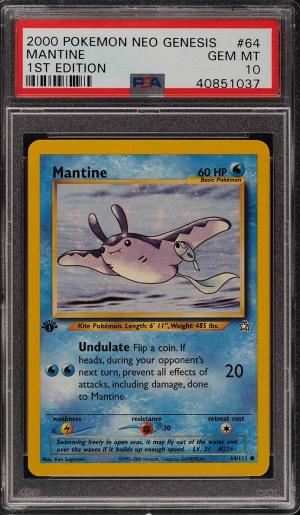 2000 POKEMON NEO GENESIS #64
MANTINE GEM MT
1ST EDITION 10
PSA 40851037
Mantine 60 HP
Basic Pokémon
Kite Pokémon. Length: 6' 11", Weight: 485 lbs.
Undulate Flip a coin. If
heads, during your opponent's
next turn, prevent all effects of
attacks, including damage, done
to Mantine.
20
weakness resistance retreat cost
-30
Swimming freely in open seas, it may fly out of the water and
over the waves if it builds up enough speed. LV. 31 #226
Illus. Ken Sugimori
64/111